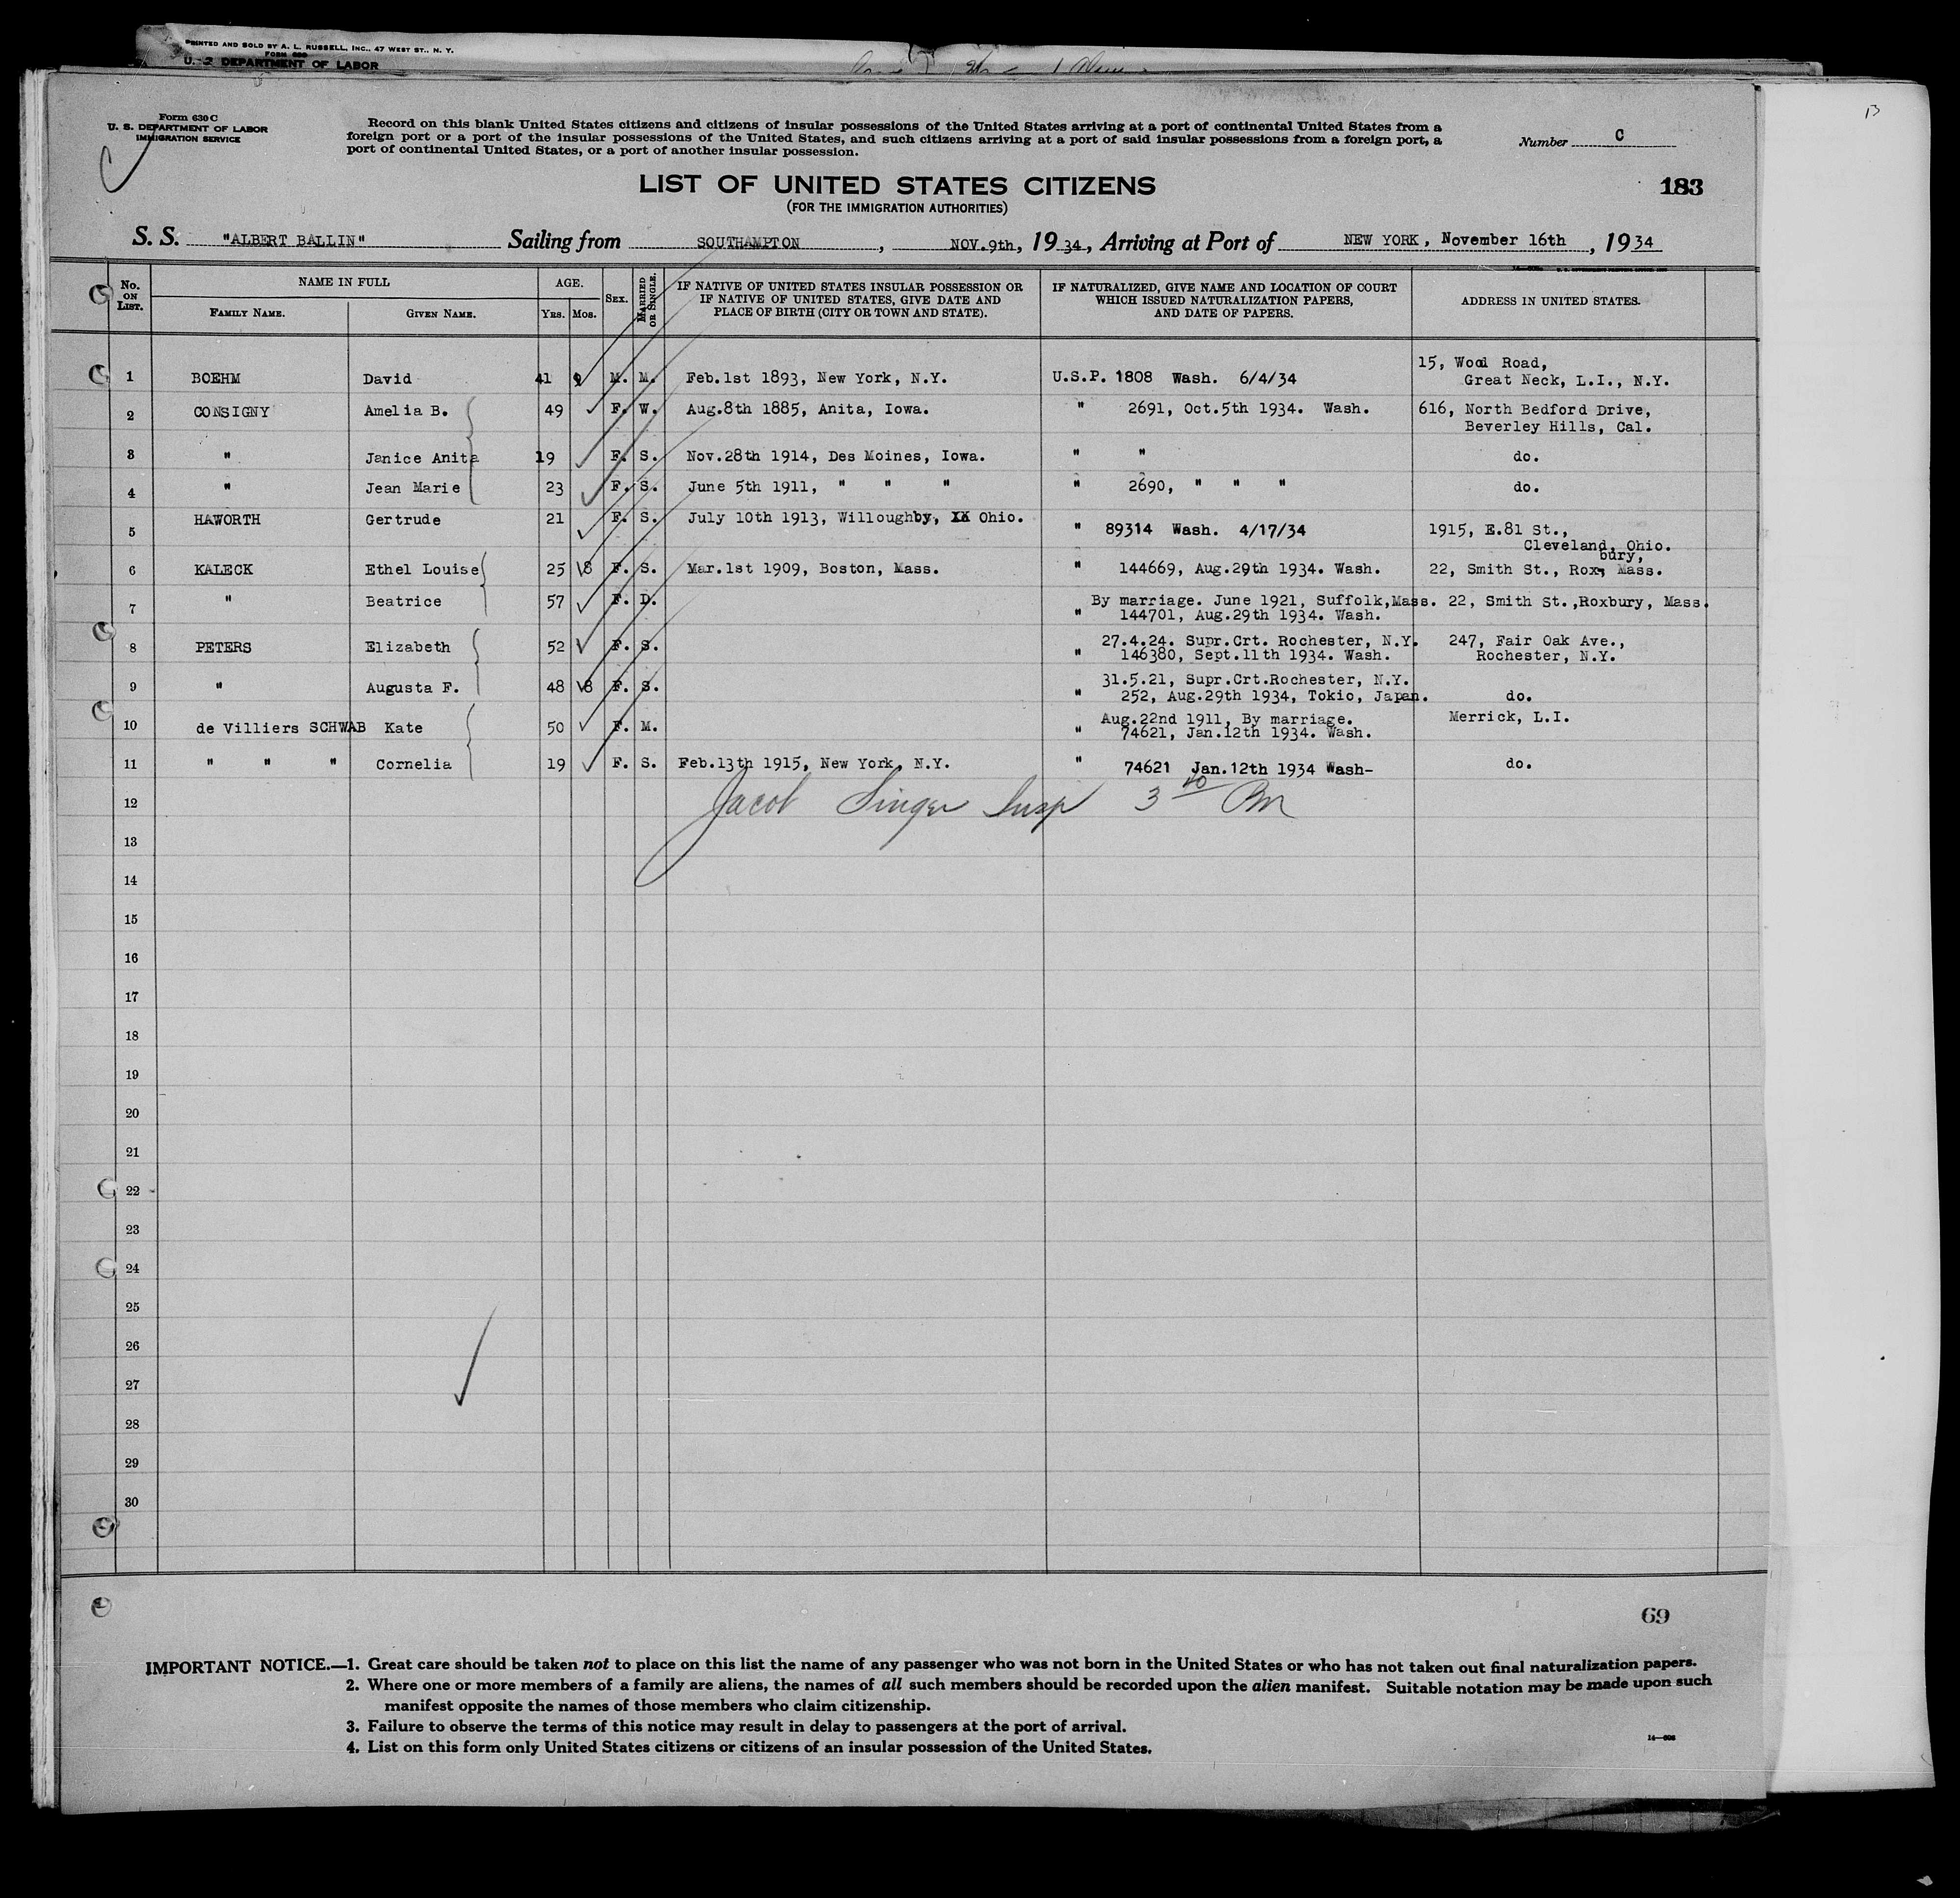 PRINTED AND SOLD BY A. L. RUSSELL, INC., 47 WEST ST., N. Y.
U. S. DEPARTMENT OF LABOR
Form 630 C
U. S. DEPARTMENT OF LABOR
IMMIGRATION SERVICE
Record on this blank United States citizens and citizens of insular possessions of the United States arriving at a port of continental United States from a
foreign port or a port of the insular possessions of the United States, and such citizens arriving at a port of said insular possessions from a foreign port, a
port of continental United States, or a port of another insular possession.
Number C
LIST OF UNITED STATES CITIZENS
183
(FOR THE IMMIGRATION AUTHORITIES)
S. S. "ALBERT BALLIN" Sailing from SOUTHAMPTON, NOV.9th, 1934, Arriving at Port of NEW YORK, November 16th, 1934
No. ON LIST. NAME IN FULL FAMILY NAME. GIVEN NAME. AGE. YRS. MOS. SEX. MARRIED OR SINGLE. IF NATIVE OF UNITED STATES INSULAR POSSESSION OR IF NATIVE OF UNITED STATES, GIVE DATE AND PLACE OF BIRTH (CITY OR TOWN AND STATE). IF NATURALIZED, GIVE NAME AND LOCATION OF COURT WHICH ISSUED NATURALIZATION PAPERS, AND DATE OF PAPERS. ADDRESS IN UNITED STATES.
1 BOEHM David 41 9 M. M. Feb.1st 1893, New York, N.Y. U.S.P. 1808 Wash. 6/4/34 15, Wood Road,
Great Neck, L.I., N.Y.
2 CONSIGNY Amelia B. 49 F. W. Aug.8th 1885, Anita, Iowa. " 2691, Oct.5th 1934. Wash. 616, North Bedford Drive,
Beverley Hills, Cal.
3 " Janice Anita 19 F. S. Nov.28th 1914, Des Moines, Iowa. " " do.
4 " Jean Marie 23 F. S. June 5th 1911, " " " " 2690, " " " do.
5 HAWORTH Gertrude 21 F. S. July 10th 1913, Willoughby, Ohio. " 89314 Wash. 4/17/34 1915, E.81 St.,
Cleveland, Ohio.
bury,
6 KALECK Ethel Louise 25 8 F. S. Mar.1st 1909, Boston, Mass. " 144669, Aug.29th 1934. Wash. 22, Smith St., Rox, Mass.
7 " Beatrice 57 F. D. By marriage. June 1921, Suffolk,Mass. 22, Smith St.,Roxbury, Mass.
" 144701, Aug.29th 1934. Wash.
8 PETERS Elizabeth 52 F. S. 27.4.24. Supr.Crt. Rochester, N.Y. 247, Fair Oak Ave.,
" 146380, Sept.11th 1934. Wash. Rochester, N.Y.
9 " Augusta F. 48 8 F. S. 31.5.21, Supr.Crt.Rochester, N.Y.
" 252, Aug.29th 1934, Tokio, Japan. do.
10 de Villiers SCHWAB Kate 50 F. M. Aug.22nd 1911, By marriage. Merrick, L.I.
" 74621, Jan.12th 1934. Wash.
11 " " " Cornelia 19 F. S. Feb.13th 1915, New York, N.Y. " 74621 Jan.12th 1934 Wash- do.
12 Jacob Singer Insp 3 40 Pm
13
14
15
16
17
18
19
20
21
22
23
24
25
26
27
28
29
30
69
IMPORTANT NOTICE.—1. Great care should be taken not to place on this list the name of any passenger who was not born in the United States or who has not taken out final naturalization papers.
2. Where one or more members of a family are aliens, the names of all such members should be recorded upon the alien manifest. Suitable notation may be made upon such
manifest opposite the names of those members who claim citizenship.
3. Failure to observe the terms of this notice may result in delay to passengers at the port of arrival.
4. List on this form only United States citizens or citizens of an insular possession of the United States.